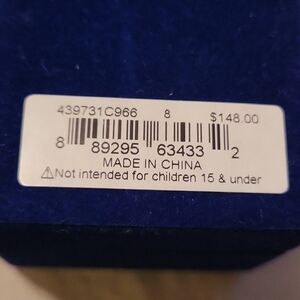 439731C966 8 $148.00
8 89295 63433 2
MADE IN CHINA
⚠Not intended for children 15 & under